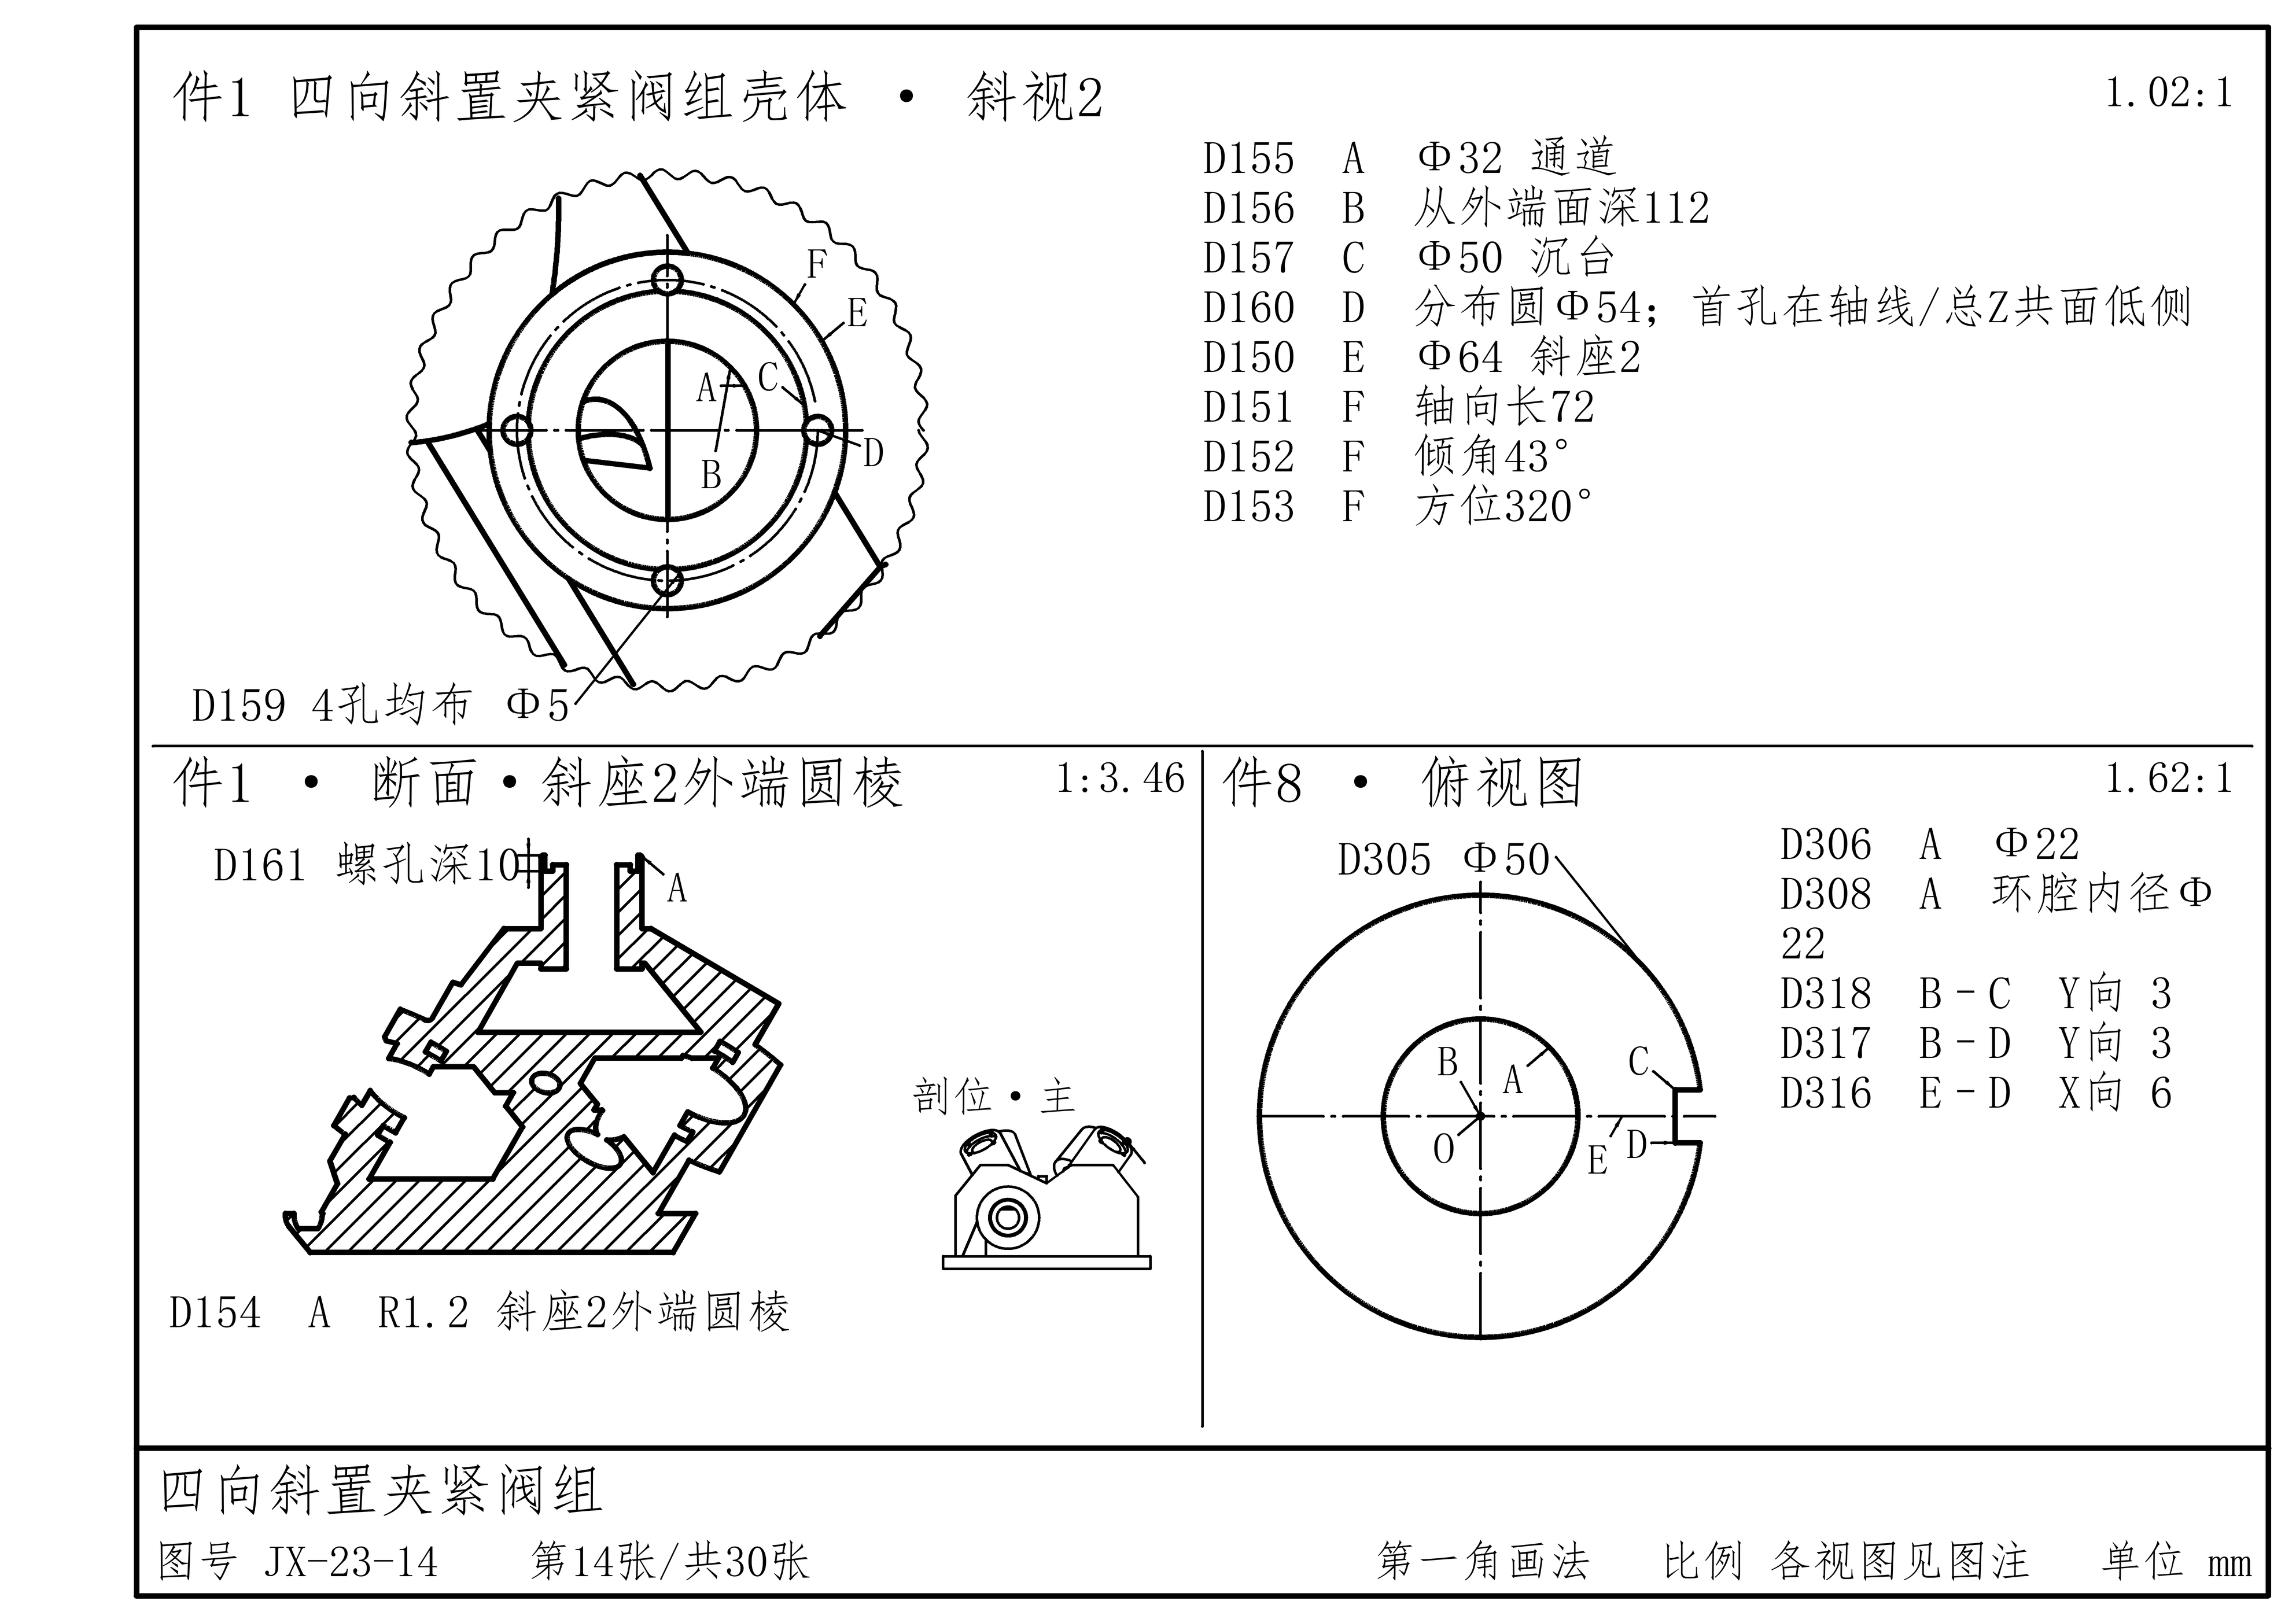 件1 四向斜置夹紧阀组壳体 · 斜视2
1.02:1
D155 A Φ32 通道
D156 B 从外端面深112
D157 C Φ50 沉台
D160 D 分布圆Φ54；首孔在轴线/总Z共面低侧
D150 E Φ64 斜座2
D151 F 轴向长72
D152 F 倾角43°
D153 F 方位320°
F
E
A
C
D
B
D159 4孔均布 Φ5
件1 · 断面·斜座2外端圆棱
1:3.46
D161 螺孔深10
A
剖位·主
D154 A R1.2 斜座2外端圆棱
件8 · 俯视图
1.62:1
D305 Φ50
D306 A Φ22
D308 A 环腔内径Φ
22
D318 B-C Y向 3
D317 B-D Y向 3
D316 E-D X向 6
B
A
C
O
E
D
四向斜置夹紧阀组
图号 JX-23-14 第14张/共30张
第一角画法 比例 各视图见图注 单位 mm